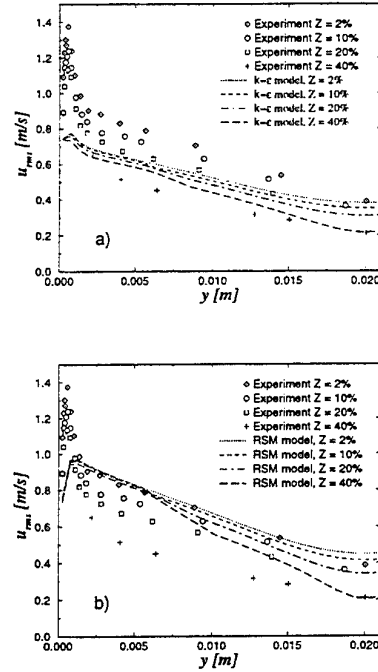 1.4
1.2
1.0
0.8
0.6
0.4
0.2
0.0
u_rms [m/s]
Experiment Z = 2%
Experiment Z = 10%
Experiment Z = 20%
Experiment Z = 40%
k–ε model, Z = 2%
k–ε model, Z = 10%
k–ε model, Z = 20%
k–ε model, Z = 40%
a)
0.000 0.005 0.010 0.015 0.020
y [m]
1.4
1.2
1.0
0.8
0.6
0.4
0.2
0.0
u_rms [m/s]
Experiment Z = 2%
Experiment Z = 10%
Experiment Z = 20%
Experiment Z = 40%
RSM model, Z = 2%
RSM model, Z = 10%
RSM model, Z = 20%
RSM model, Z = 40%
b)
0.000 0.005 0.010 0.015 0.020
y [m]